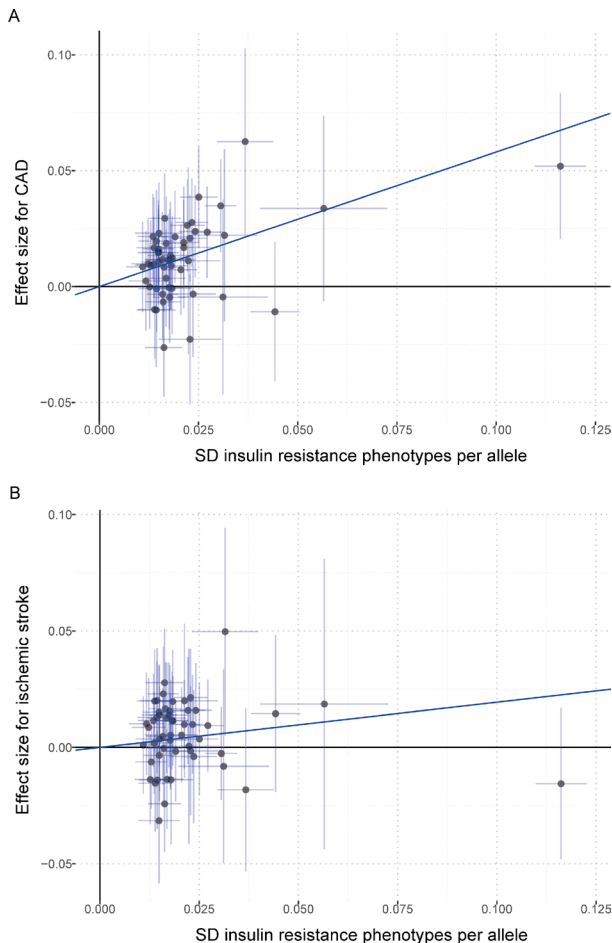 A
0.10
0.05
0.00
−0.05
Effect size for CAD
0.000 0.025 0.050 0.075 0.100 0.125
SD insulin resistance phenotypes per allele
B
0.10
0.05
0.00
−0.05
Effect size for ischemic stroke
0.000 0.025 0.050 0.075 0.100 0.125
SD insulin resistance phenotypes per allele